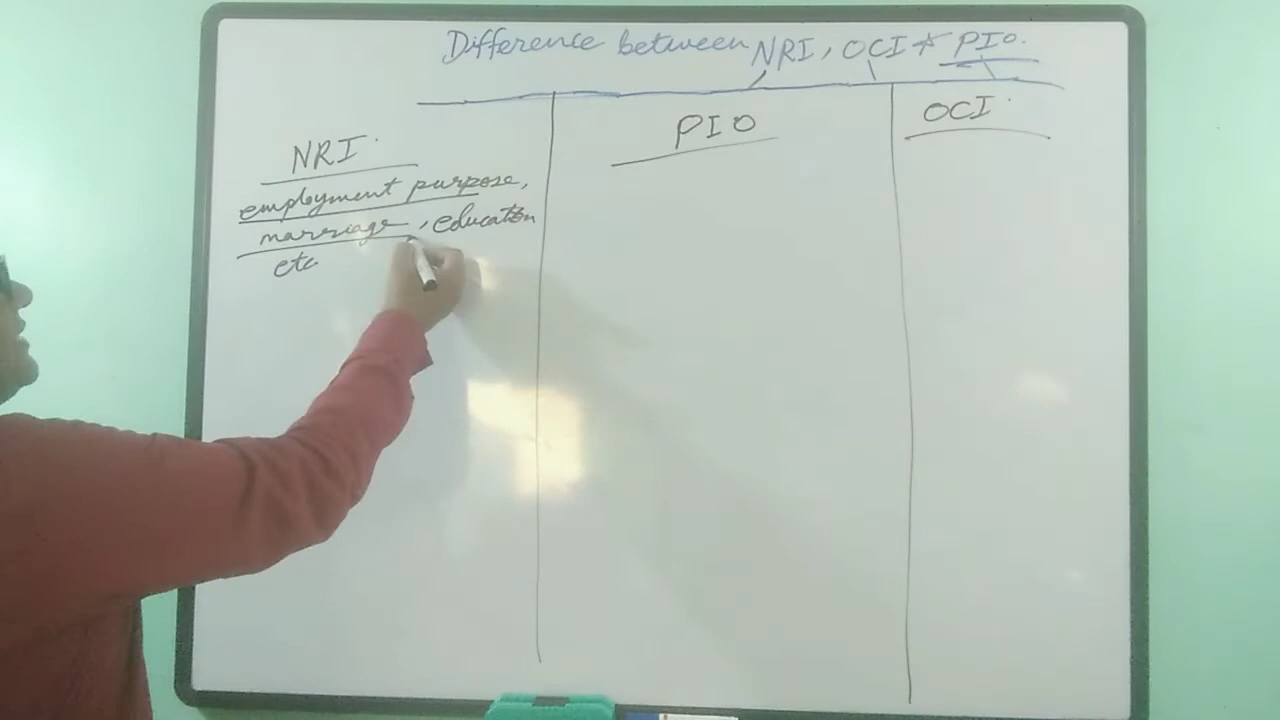 Difference between NRI, OCI & PIO.
NRI.
employment purpose,
marriage, education
etc.
PIO
OCI.